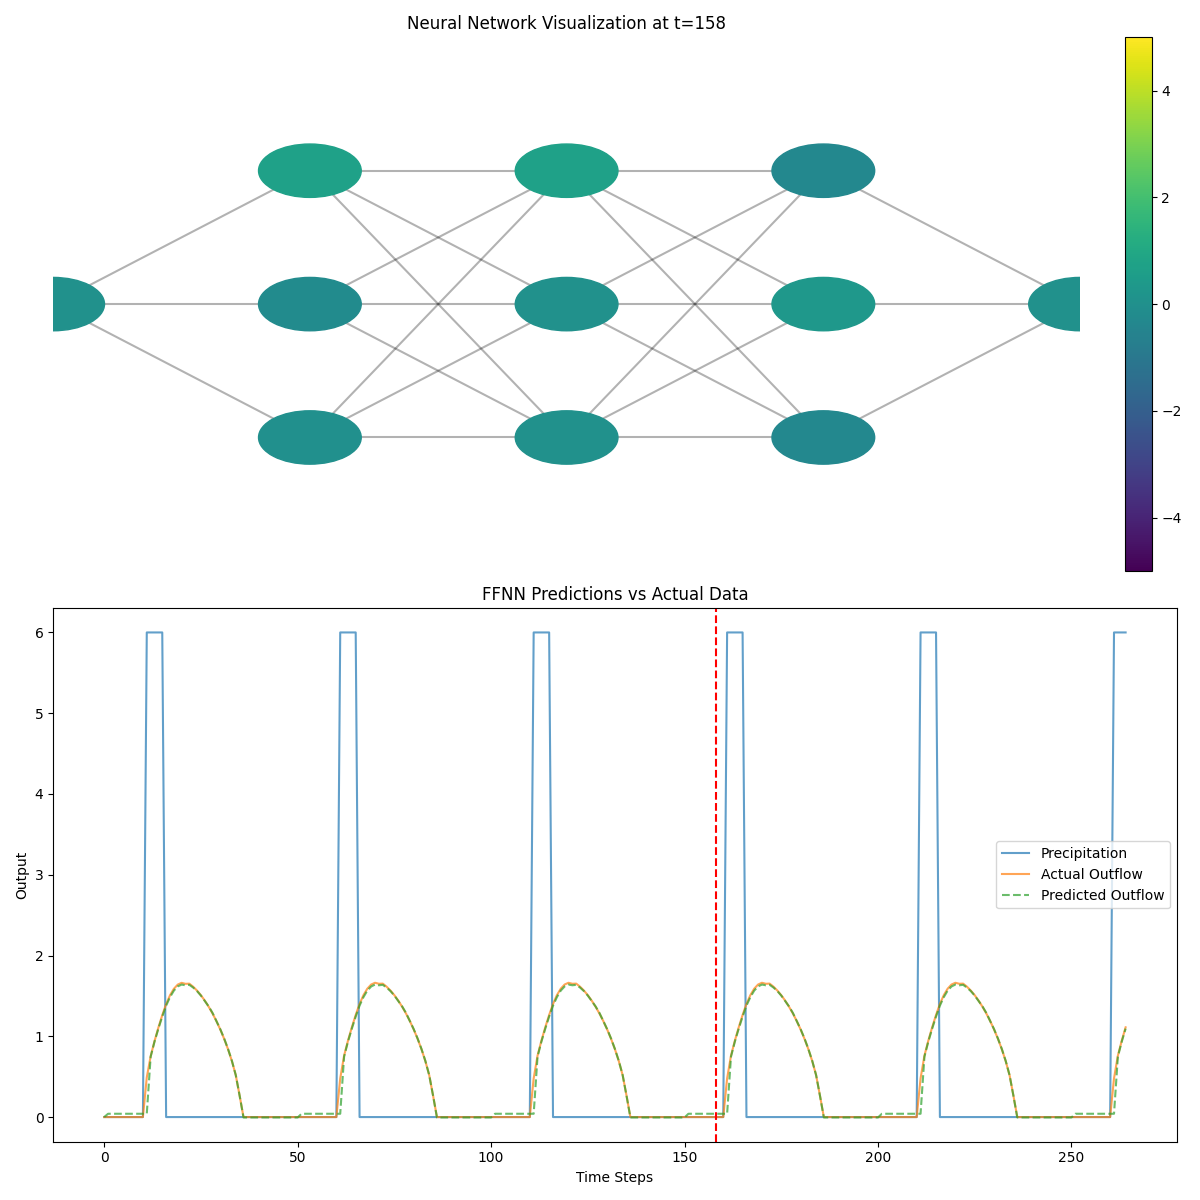 Neural Network Visualization at t=158
4
2
0
−2
−4
FFNN Predictions vs Actual Data
6
5
4
3
2
1
0
Output
Precipitation
Actual Outflow
Predicted Outflow
0 50 100 150 200 250
Time Steps